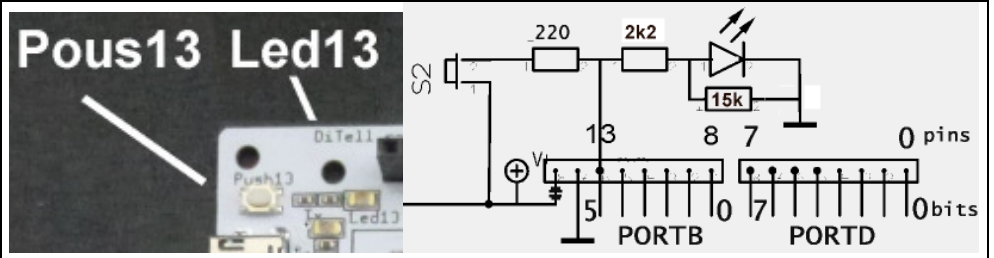 Pous13 Led13
DiTell
Push13
Tx
Led13
220
2k2
S2
15k
13 8 7 0 pins
V
5 0 7 0 bits
PORTB PORTD